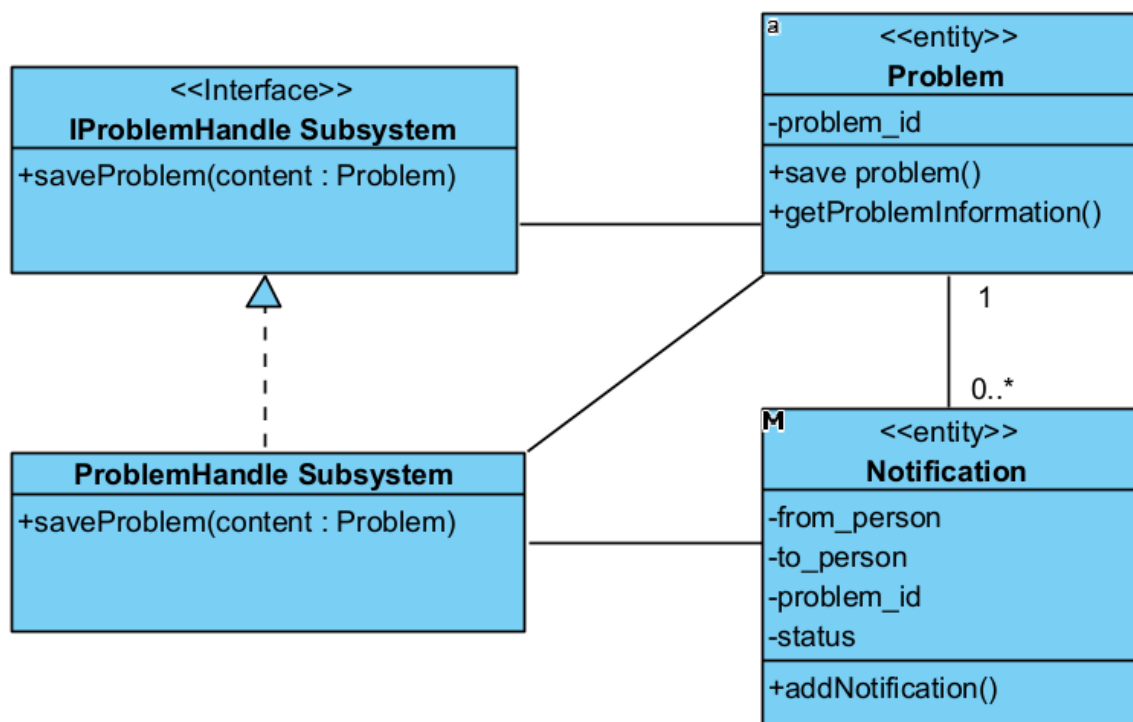 <<Interface>>
IProblemHandle Subsystem
+saveProblem(content : Problem)
a
<<entity>>
Problem
-problem_id
+save problem()
+getProblemInformation()
1
0..*
ProblemHandle Subsystem
+saveProblem(content : Problem)
M
<<entity>>
Notification
-from_person
-to_person
-problem_id
-status
+addNotification()